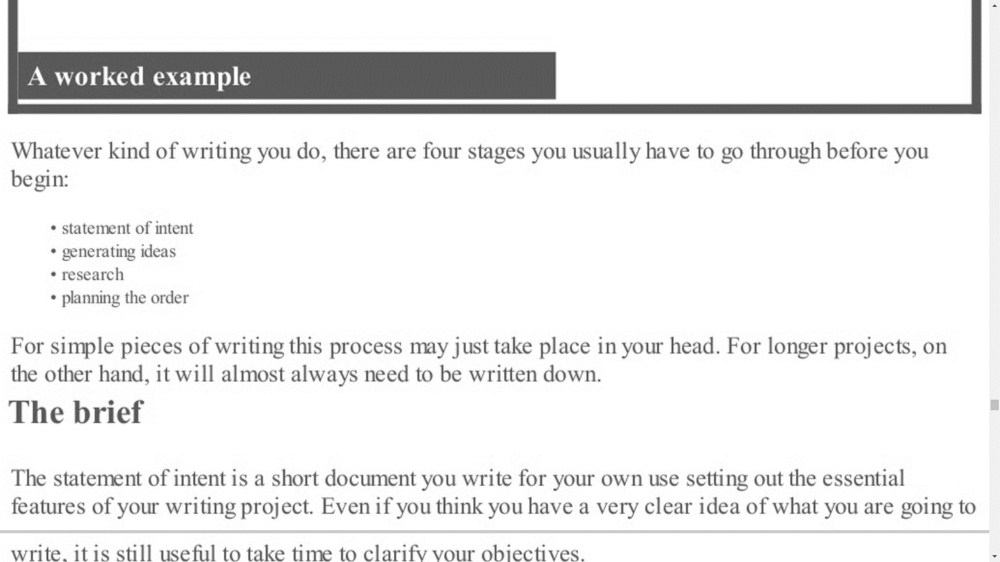 A worked example
Whatever kind of writing you do, there are four stages you usually have to go through before you
begin:
• statement of intent
• generating ideas
• research
• planning the order
For simple pieces of writing this process may just take place in your head. For longer projects, on
the other hand, it will almost always need to be written down.
The brief
The statement of intent is a short document you write for your own use setting out the essential
features of your writing project. Even if you think you have a very clear idea of what you are going to
write, it is still useful to take time to clarify your objectives.